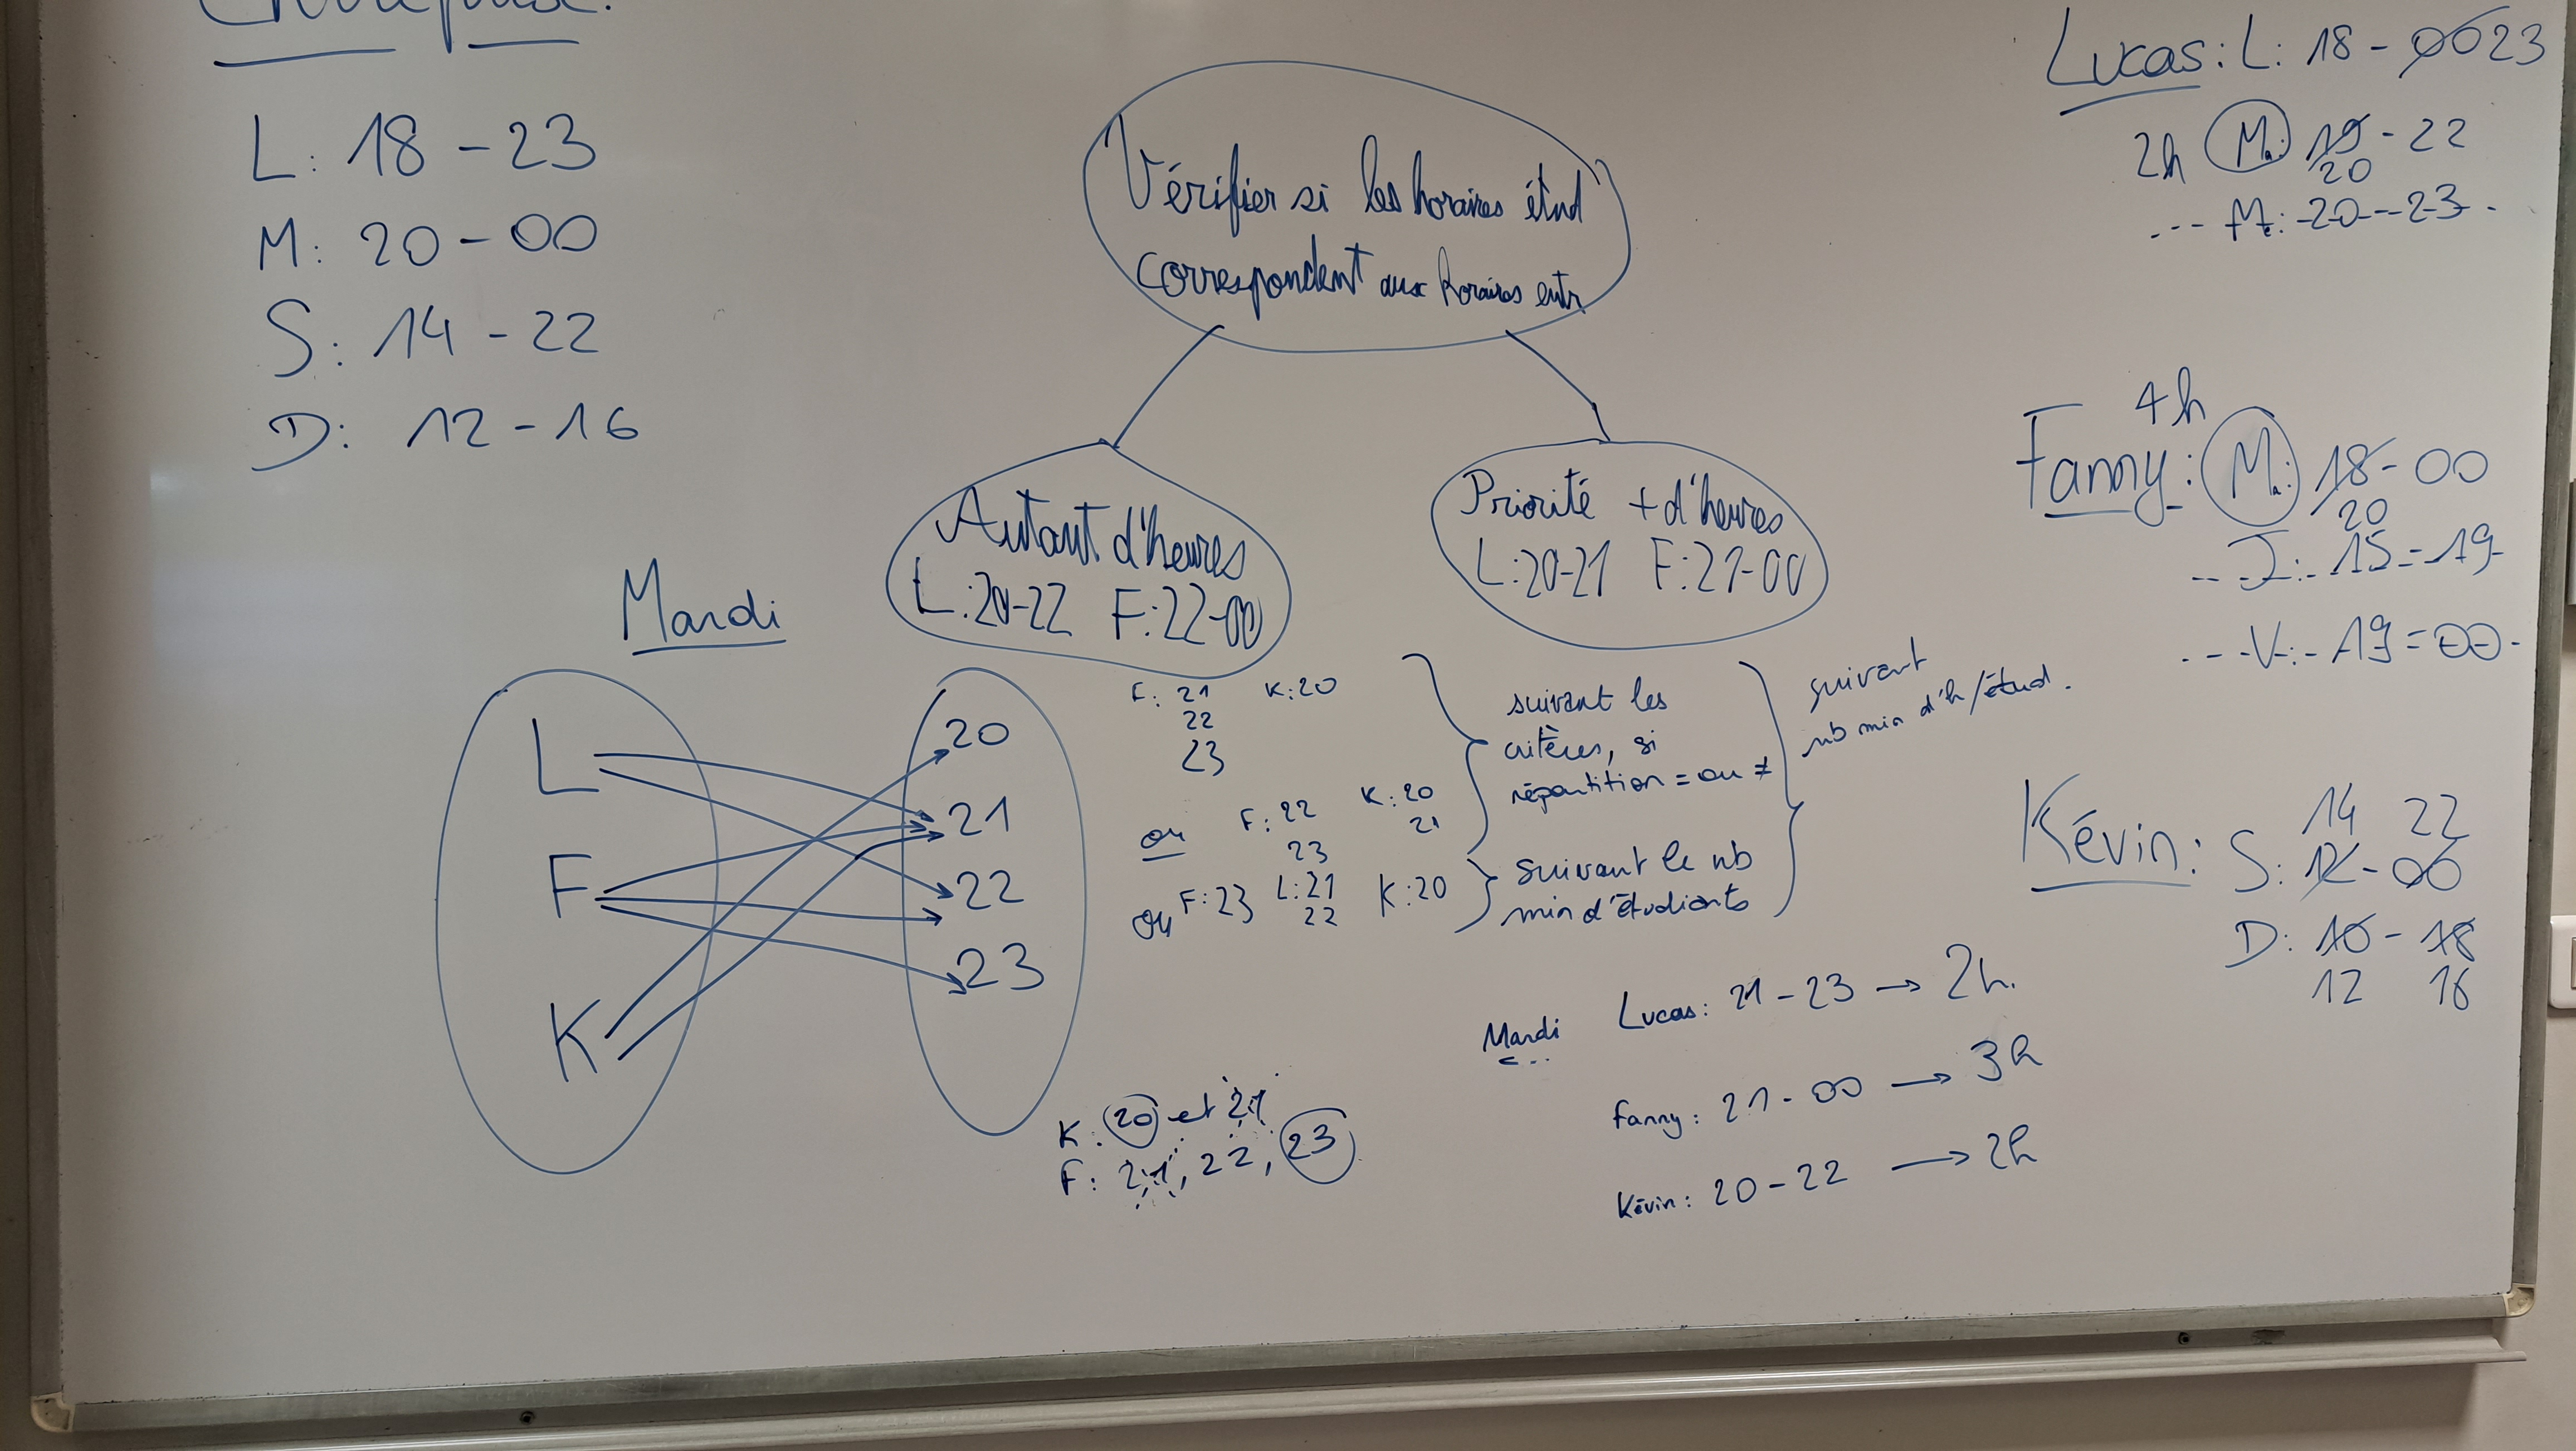 Entreprise:
L: 18 - 23
M: 20 - 00
S: 14 - 22
D: 12 - 16
Vérifier si les horaires étud
correspondent aux horaires entr
Autant d'heures
L:20-22 F:22-00
Priorité + d'heures
L:20-21 F:21-00
Mardi
L
F
K
20
21
22
23
F: 21 K:20
22
23
ou F:22 K:20
23 21
ou F:23 L:21 K:20
22
suivant les
critères, si
répartition = ou ≠
suivant le nb
min d'étudiants
suivant
nb min d'h/étud.
K: 20 et 21
F: 21, 22, 23
Mardi
Lucas: 21 - 23 → 2h.
Fanny: 21 - 00 → 3h
Kévin: 20 - 22 → 2h
Lucas: L: 18 - 00 23
2h Ma: 19 - 22
20
Me: 20 - 23
4h
Fanny: Ma: 18 - 00
20
J: 15 - 19
V: 19 = 00
14 22
Kévin: S: 12 - 00
D: 10 - 18
12 16